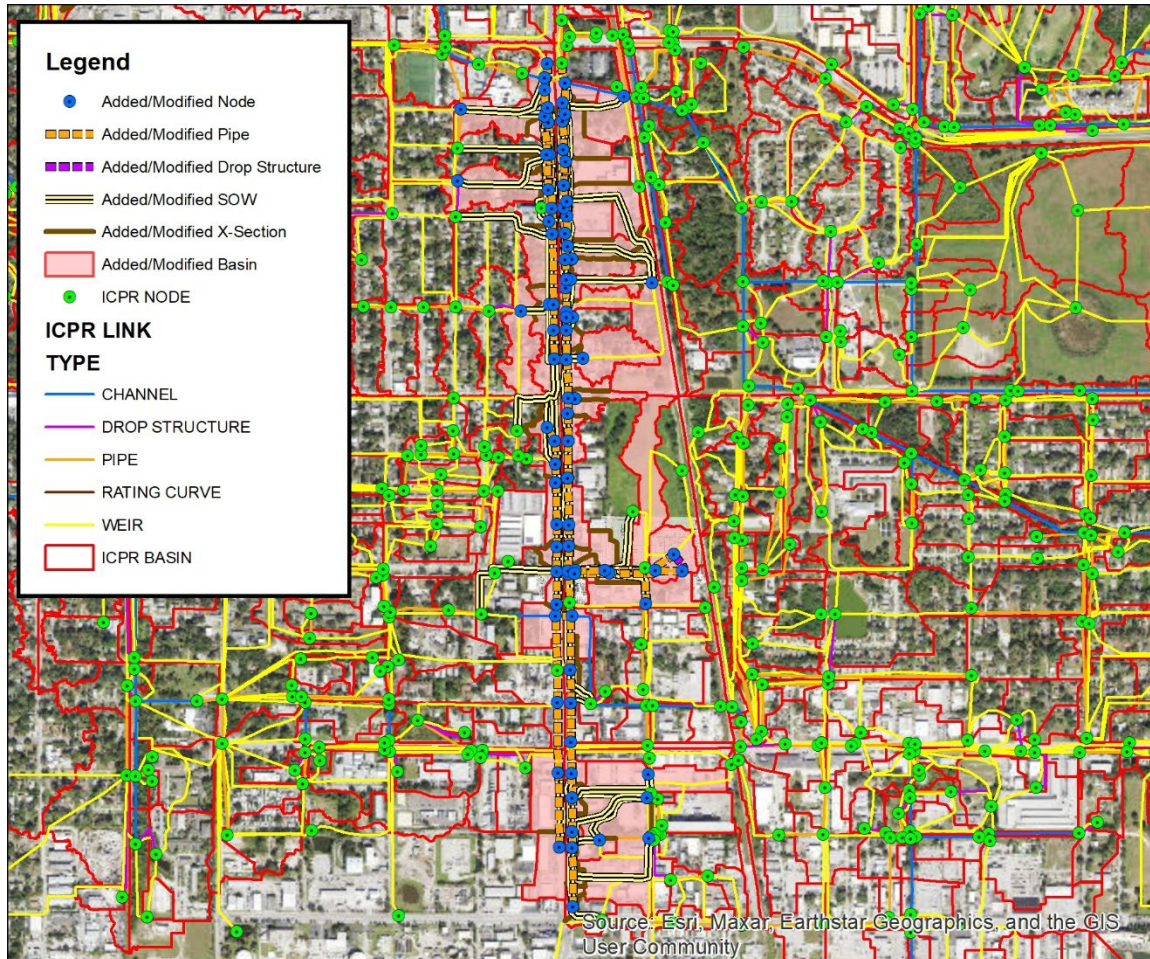 Legend
Added/Modified Node
Added/Modified Pipe
Added/Modified Drop Structure
Added/Modified SOW
Added/Modified X-Section
Added/Modified Basin
ICPR NODE
ICPR LINK
TYPE
CHANNEL
DROP STRUCTURE
PIPE
RATING CURVE
WEIR
ICPR BASIN
Source: Esri, Maxar, Earthstar Geographics, and the GIS
User Community